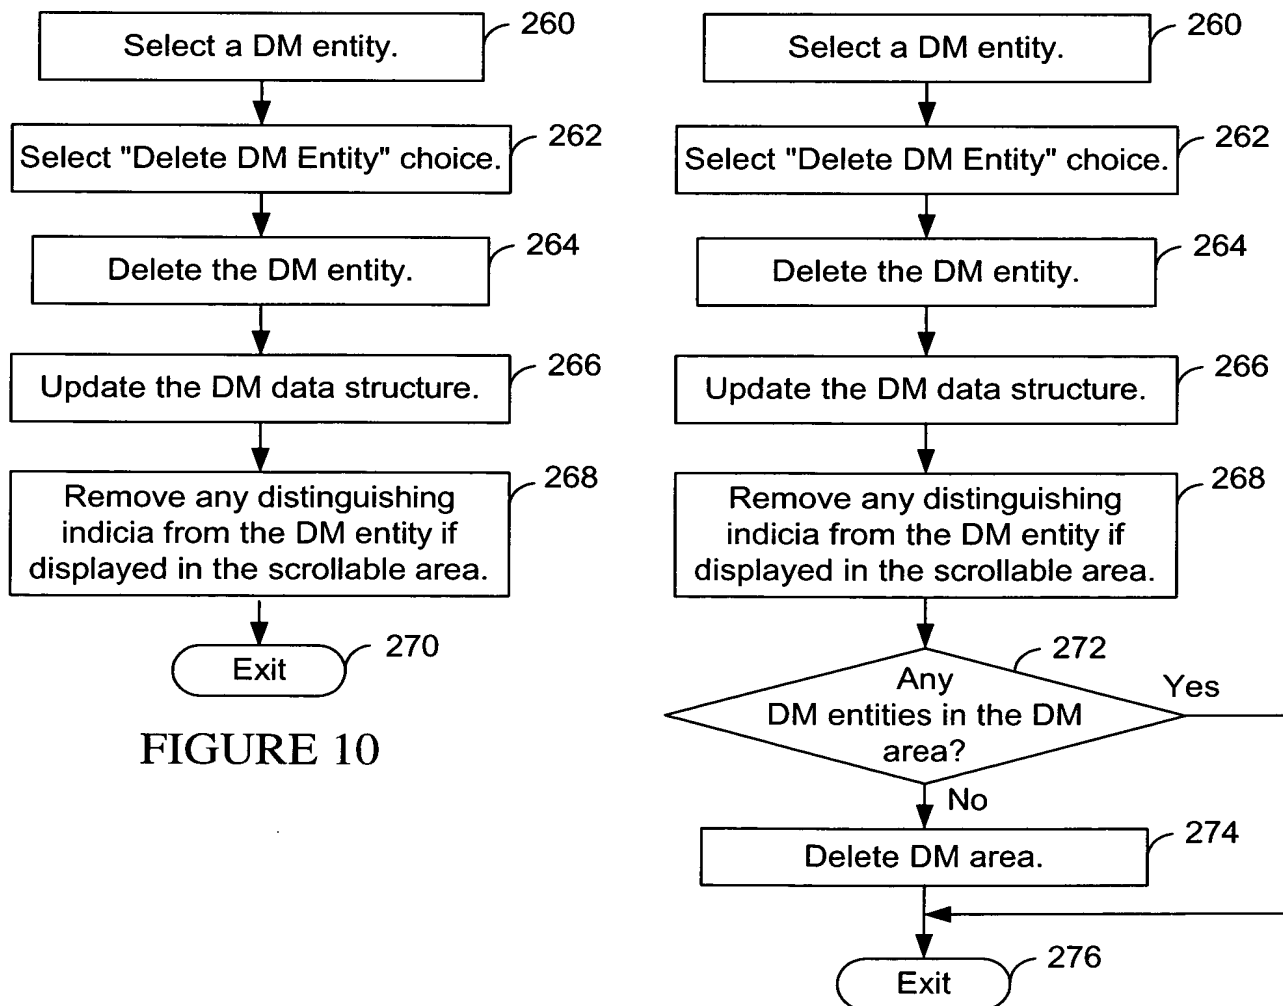 Select a DM entity.
260
Select "Delete DM Entity" choice.
262
Delete the DM entity.
264
Update the DM data structure.
266
Remove any distinguishing
indicia from the DM entity if
displayed in the scrollable area.
268
Exit
270
FIGURE 10
Select a DM entity.
260
Select "Delete DM Entity" choice.
262
Delete the DM entity.
264
Update the DM data structure.
266
Remove any distinguishing
indicia from the DM entity if
displayed in the scrollable area.
268
Any
DM entities in the DM
area?
272
Yes
No
Delete DM area.
274
Exit
276